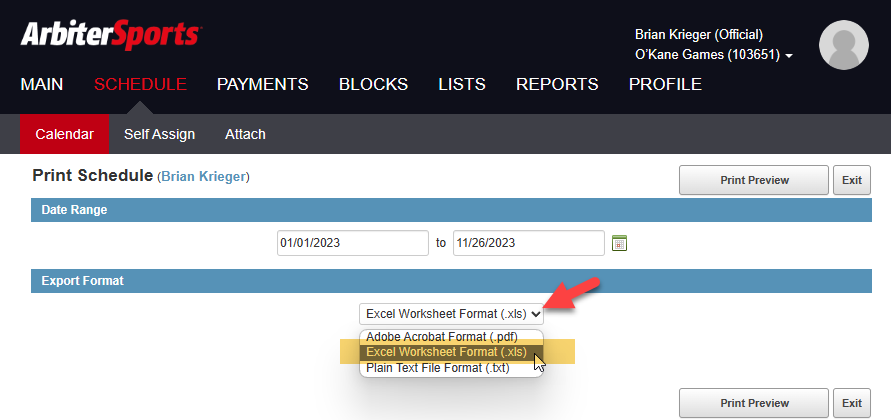 ArbiterSports
Brian Krieger (Official)
O'Kane Games (103651)
MAIN SCHEDULE PAYMENTS BLOCKS LISTS REPORTS PROFILE
Calendar Self Assign Attach
Print Schedule (Brian Krieger) Print Preview Exit
Date Range
01/01/2023 to 11/26/2023
Export Format
Excel Worksheet Format (.xls)
Adobe Acrobat Format (.pdf)
Excel Worksheet Format (.xls)
Plain Text File Format (.txt)
Print Preview Exit